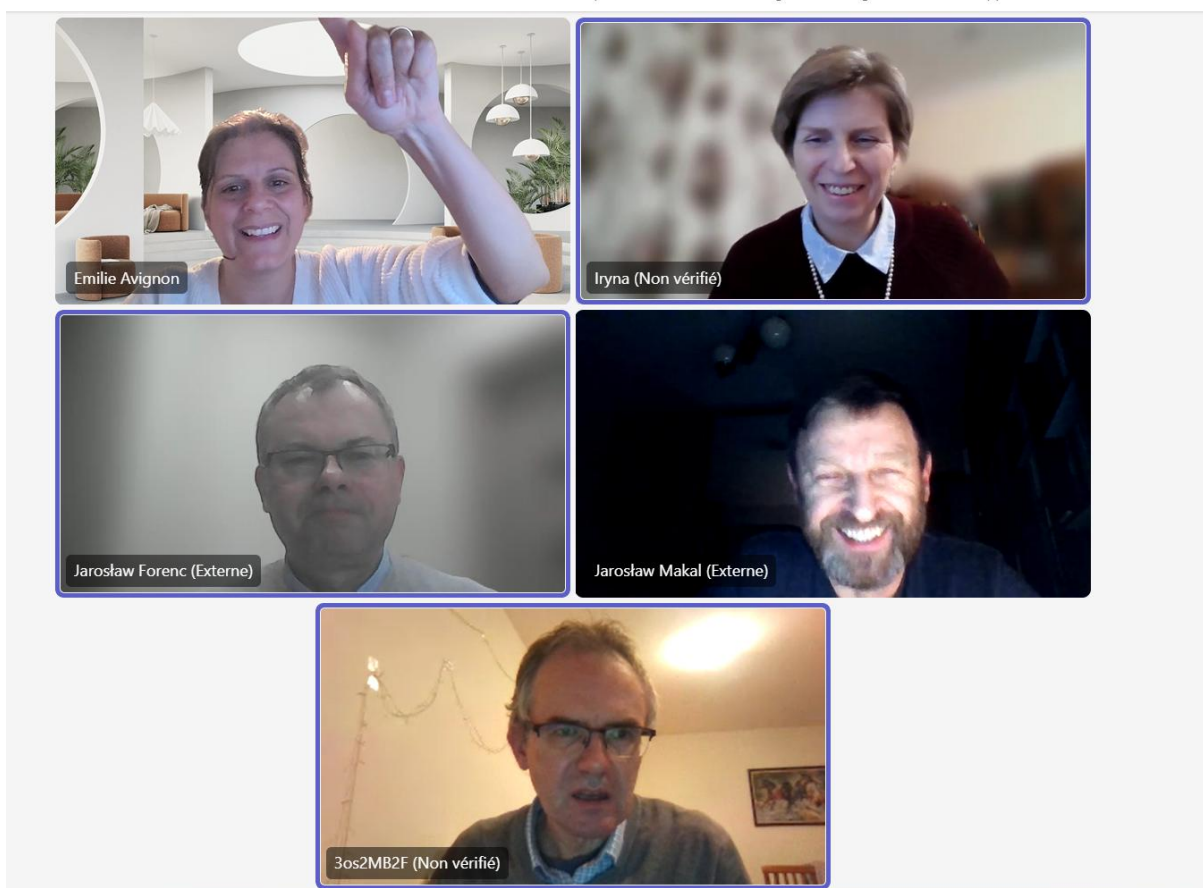 Emilie Avignon
Iryna (Non vérifié)
Jarosław Forenc (Externe)
Jarosław Makal (Externe)
3os2MB2F (Non vérifié)